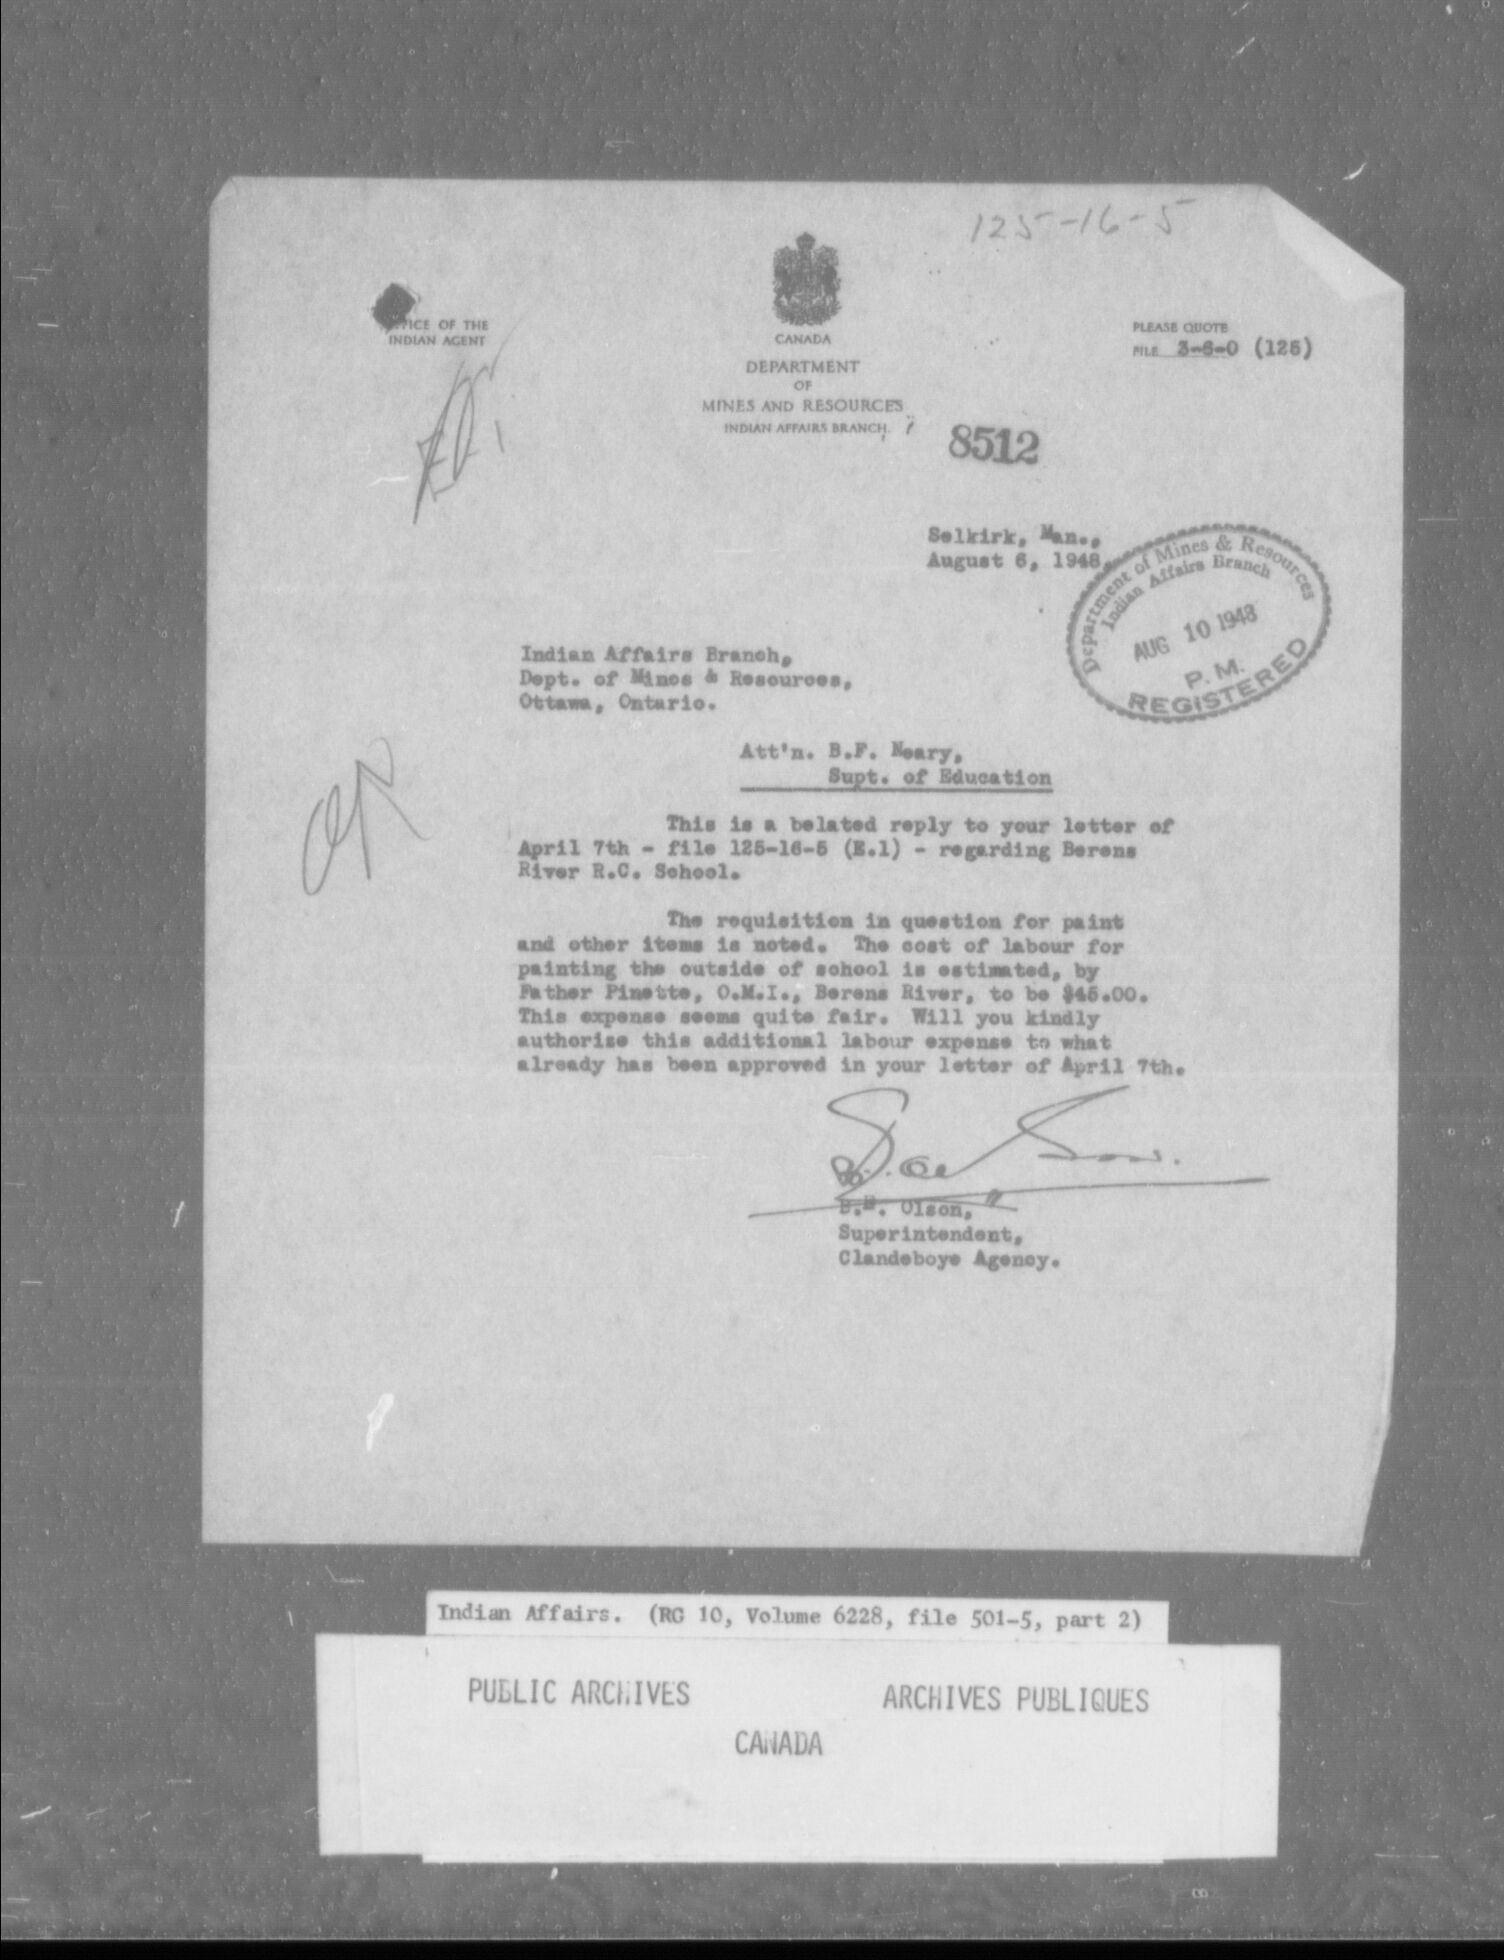 125-16-5
OFFICE OF THE
INDIAN AGENT
CANADA
DEPARTMENT
OF
MINES AND RESOURCES
INDIAN AFFAIRS BRANCH
PLEASE QUOTE
FILE 3-6-0 (125)
8512
Selkirk, Man.,
August 6, 1948.
Department of Mines & Resources
Indian Affairs Branch
AUG 10 1948
P.M.
REGISTERED
Indian Affairs Branch,
Dept. of Mines & Resources,
Ottawa, Ontario.
Att'n. B.F. Neary,
Supt. of Education
This is a belated reply to your letter of
April 7th - file 125-16-5 (E.1) - regarding Berens
River R.C. School.
The requisition in question for paint
and other items is noted. The cost of labour for
painting the outside of school is estimated, by
Father Pinette, O.M.I., Berens River, to be $45.00.
This expense seems quite fair. Will you kindly
authorize this additional labour expense to what
already has been approved in your letter of April 7th.
Olson,
Superintendent,
Clandeboye Agency.
Indian Affairs. (RG 10, Volume 6228, file 501-5, part 2)
PUBLIC ARCHIVES ARCHIVES PUBLIQUES
CANADA